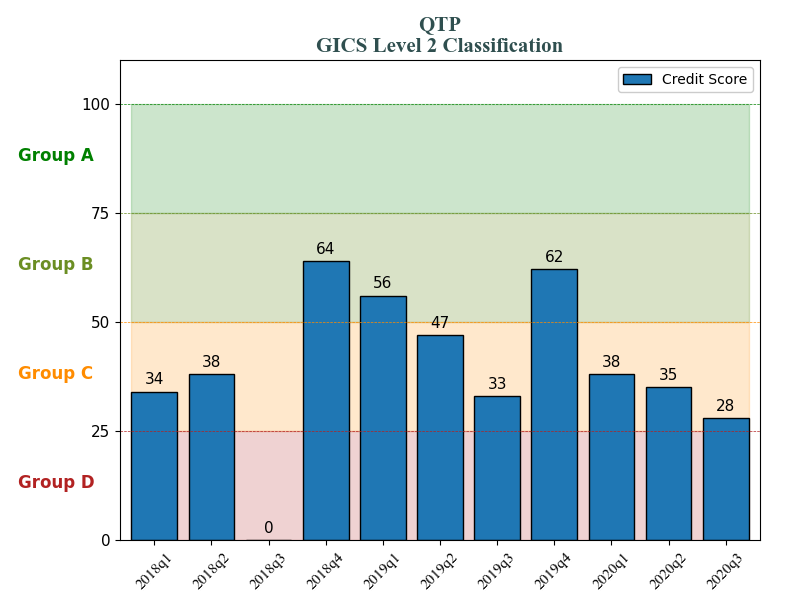 QTP
GICS Level 2 Classification
Credit Score
100
Group A
75
Group B
50
Group C
25
Group D
0
34
38
0
64
56
47
33
62
38
35
28
2018q1
2018q2
2018q3
2018q4
2019q1
2019q2
2019q3
2019q4
2020q1
2020q2
2020q3